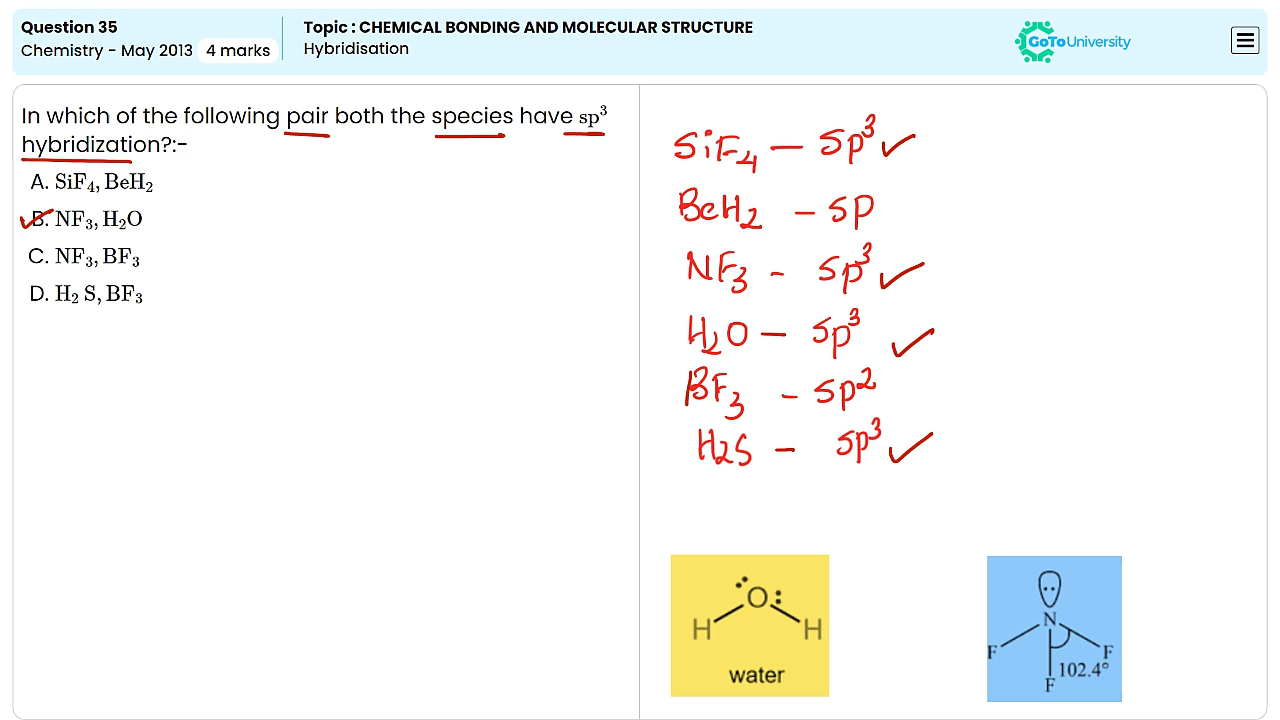 Question 35
Chemistry - May 2013 4 marks
Topic : CHEMICAL BONDING AND MOLECULAR STRUCTURE
Hybridisation
GoToUniversity
In which of the following pair both the species have sp³
hybridization?:-
A. SiF₄, BeH₂
B. NF₃, H₂O
C. NF₃, BF₃
D. H₂ S, BF₃
SiF₄ — Sp³ ✓
BeH₂ - SP
NF₃ - Sp³ ✓
H₂O — Sp³ ✓
BF₃ - Sp²
H₂S - Sp³ ✓
O
H H
water
N
F F
F 102.4°